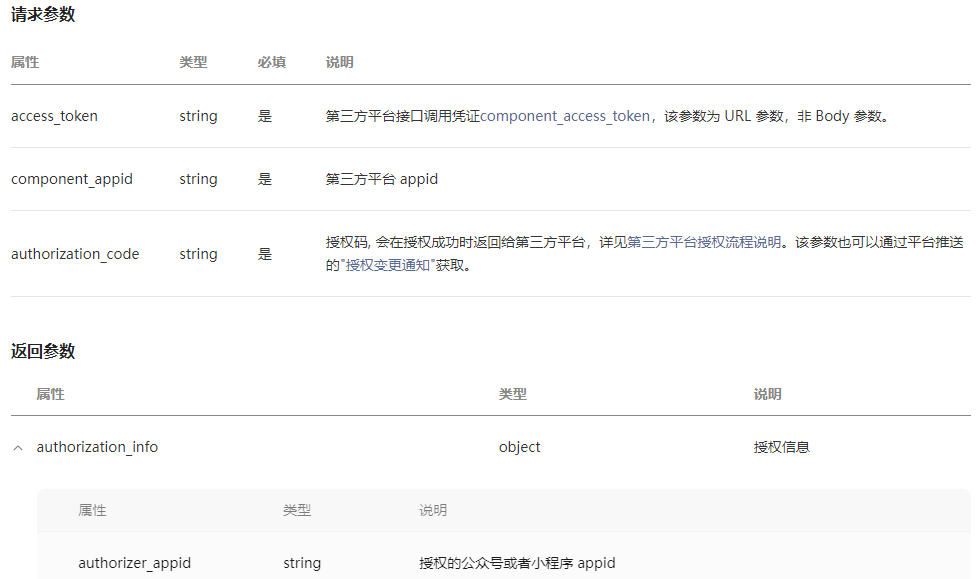 请求参数
属性 类型 必填 说明
access_token string 是 第三方平台接口调用凭证component_access_token，该参数为 URL 参数，非 Body 参数。
component_appid string 是 第三方平台 appid
authorization_code string 是 授权码, 会在授权成功时返回给第三方平台，详见第三方平台授权流程说明。该参数也可以通过平台推送
的"授权变更通知"获取。
返回参数
属性 类型 说明
authorization_info object 授权信息
属性 类型 说明
authorizer_appid string 授权的公众号或者小程序 appid